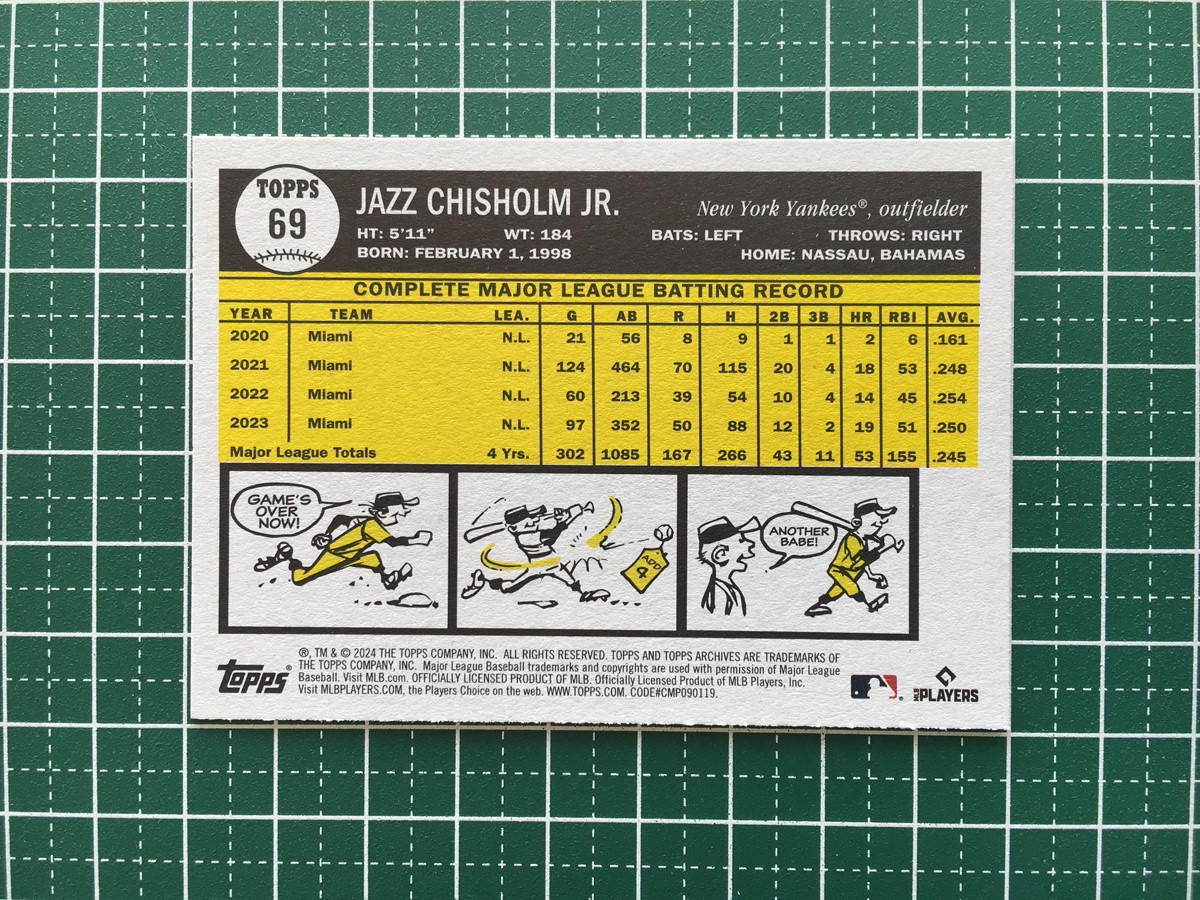 TOPPS
69
JAZZ CHISHOLM JR.
New York Yankees®, outfielder
HT: 5'11" WT: 184 BATS: LEFT THROWS: RIGHT
BORN: FEBRUARY 1, 1998 HOME: NASSAU, BAHAMAS
COMPLETE MAJOR LEAGUE BATTING RECORD
YEAR TEAM LEA. G AB R H 2B 3B HR RBI AVG.
2020 Miami N.L. 21 56 8 9 1 1 2 6 .161
2021 Miami N.L. 124 464 70 115 20 4 18 53 .248
2022 Miami N.L. 60 213 39 54 10 4 14 45 .254
2023 Miami N.L. 97 352 50 88 12 2 19 51 .250
Major League Totals 4 Yrs. 302 1085 167 266 43 11 53 155 .245
GAME'S
OVER
NOW!
ADD
4
ANOTHER
BABE!
topps®
®, TM & © 2024 THE TOPPS COMPANY, INC. ALL RIGHTS RESERVED. TOPPS AND TOPPS ARCHIVES ARE TRADEMARKS OF
THE TOPPS COMPANY, INC. Major League Baseball trademarks and copyrights are used with permission of Major League
Baseball. Visit MLB.com. OFFICIALLY LICENSED PRODUCT OF MLB. Officially Licensed Product of MLB Players, Inc.
Visit MLBPLAYERS.COM, the Players Choice on the web. WWW.TOPPS.COM. CODE#CMP090119.
MLB PLAYERS